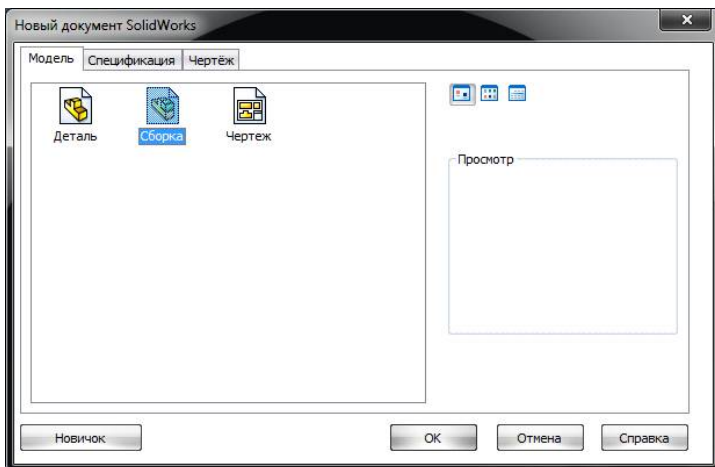 Новый документ SolidWorks
Модель Спецификация Чертёж
Деталь Сборка Чертеж
Просмотр
Новичок OK Отмена Справка